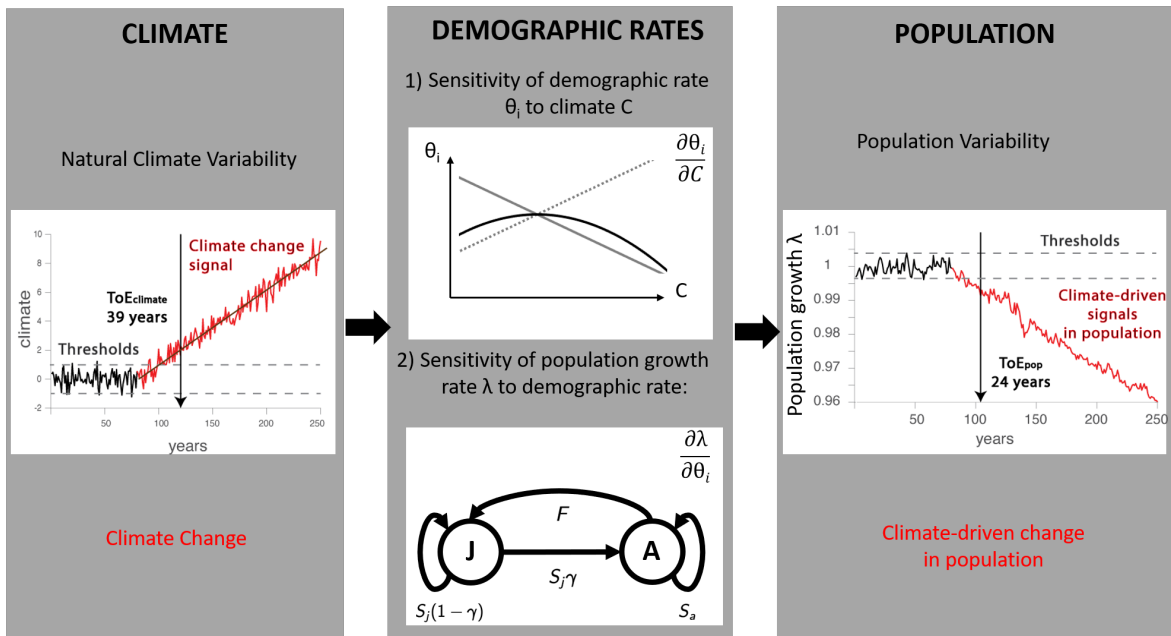 CLIMATE
Natural Climate Variability
10
8
6
4
2
0
-2
climate
Climate change
signal
ToEclimate
39 years
Thresholds
0
50
100
150
200
250
years
Climate Change
DEMOGRAPHIC RATES
1) Sensitivity of demographic rate
θi to climate C
θi
∂θi
∂C
C
2) Sensitivity of population growth
rate λ to demographic rate:
∂λ
∂θi
F
J
A
Sjγ
Sj(1 − γ)
Sa
POPULATION
Population Variability
Population growth λ
1.01
1
0.99
0.98
0.97
0.96
Thresholds
Climate-driven
signals
in population
ToEpop
24 years
0
50
100
150
200
250
years
Climate-driven change
in population